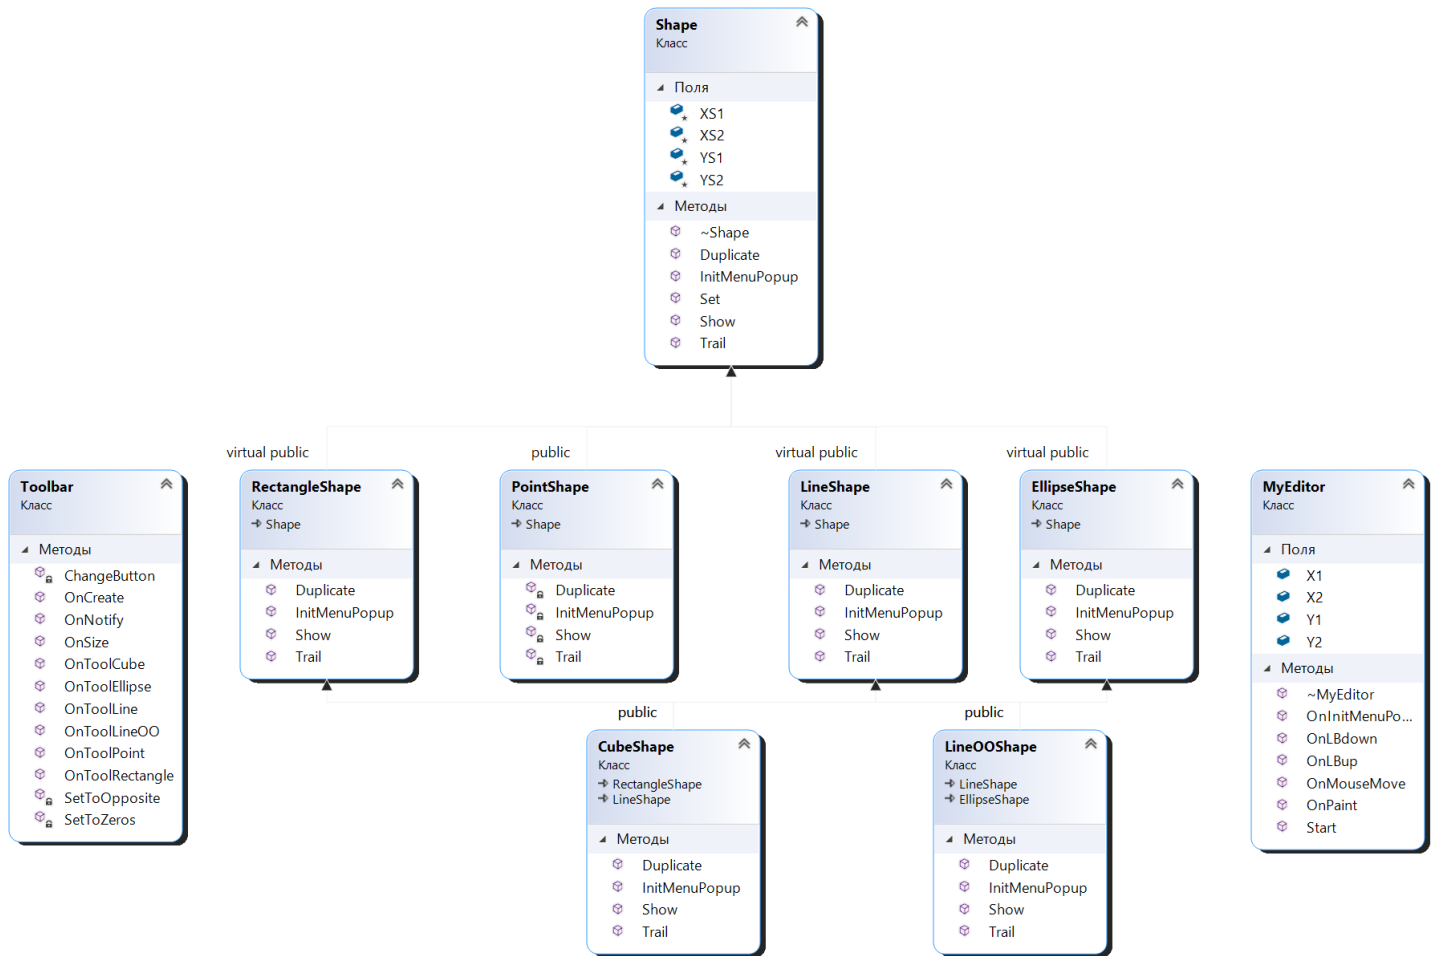 Shape
Класс
Поля
XS1
XS2
YS1
YS2
Методы
~Shape
Duplicate
InitMenuPopup
Set
Show
Trail
virtual public
public
virtual public
virtual public
Toolbar
Класс
Методы
ChangeButton
OnCreate
OnNotify
OnSize
OnToolCube
OnToolEllipse
OnToolLine
OnToolLineOO
OnToolPoint
OnToolRectangle
SetToOpposite
SetToZeros
RectangleShape
Класс
Shape
Методы
Duplicate
InitMenuPopup
Show
Trail
PointShape
Класс
Shape
Методы
Duplicate
InitMenuPopup
Show
Trail
LineShape
Класс
Shape
Методы
Duplicate
InitMenuPopup
Show
Trail
EllipseShape
Класс
Shape
Методы
Duplicate
InitMenuPopup
Show
Trail
MyEditor
Класс
Поля
X1
X2
Y1
Y2
Методы
~MyEditor
OnInitMenuPo...
OnLBdown
OnLBup
OnMouseMove
OnPaint
Start
public
public
CubeShape
Класс
RectangleShape
LineShape
Методы
Duplicate
InitMenuPopup
Show
Trail
LineOOShape
Класс
LineShape
EllipseShape
Методы
Duplicate
InitMenuPopup
Show
Trail